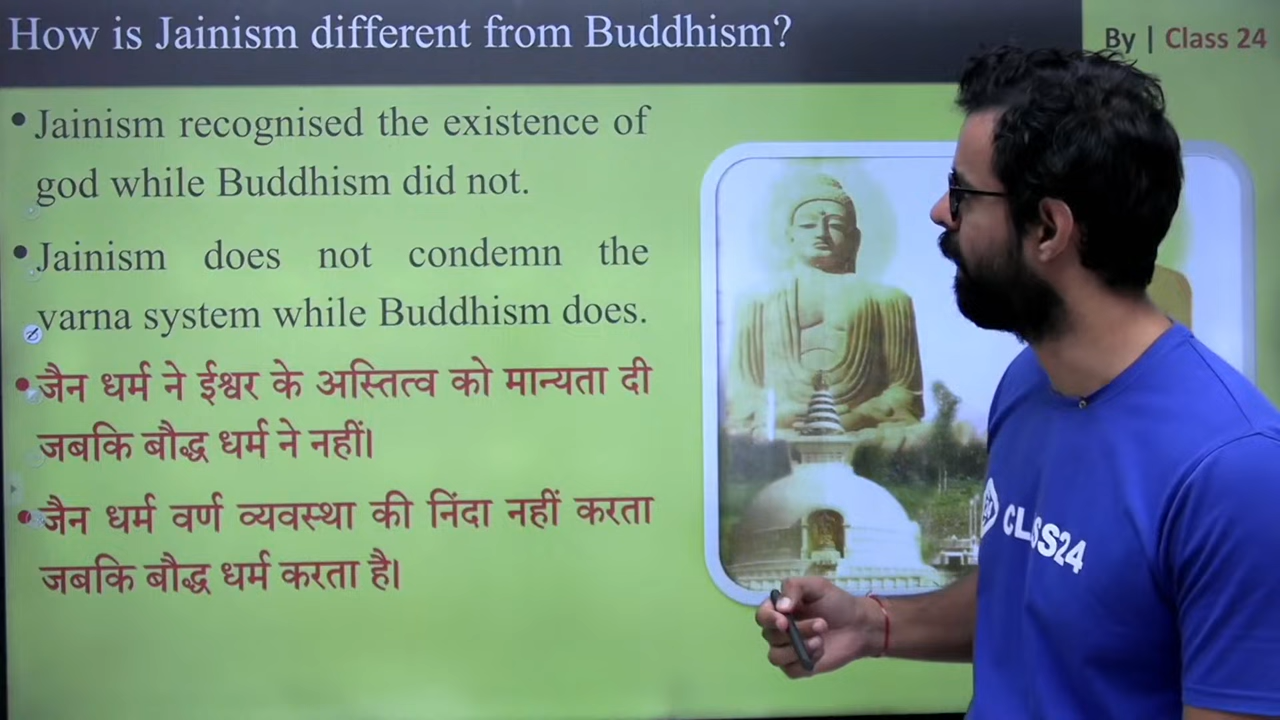 How is Jainism different from Buddhism?
By | Class 24
• Jainism recognised the existence of
god while Buddhism did not.
• Jainism does not condemn the
varna system while Buddhism does.
• जैन धर्म ने ईश्वर के अस्तित्व को मान्यता दी
जबकि बौद्ध धर्म ने नहीं।
• जैन धर्म वर्ण व्यवस्था की निंदा नहीं करता
जबकि बौद्ध धर्म करता है।
CLASS24